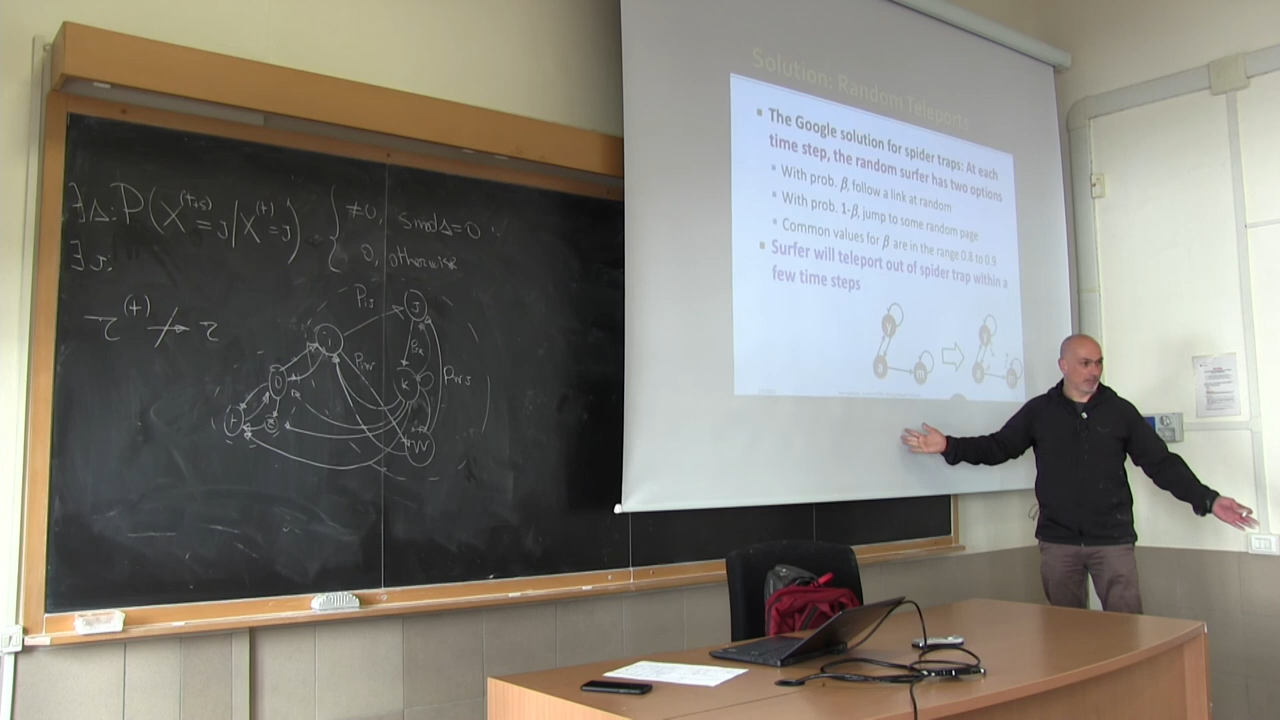 ∃Δ: P(X^(t+s)=j/X^(t)=j) { ≠0, s mod Δ=0
∃ j: 0, otherwise
τ^(t) ↛ τ
Pij
j
i
k
Pwj
t
z
W
Solution: Random Teleports
▪ The Google solution for spider traps: At each
time step, the random surfer has two options
▪ With prob. β, follow a link at random
▪ With prob. 1-β, jump to some random page
▪ Common values for β are in the range 0.8 to 0.9
▪ Surfer will teleport out of spider trap within a
few time steps
y
a
m